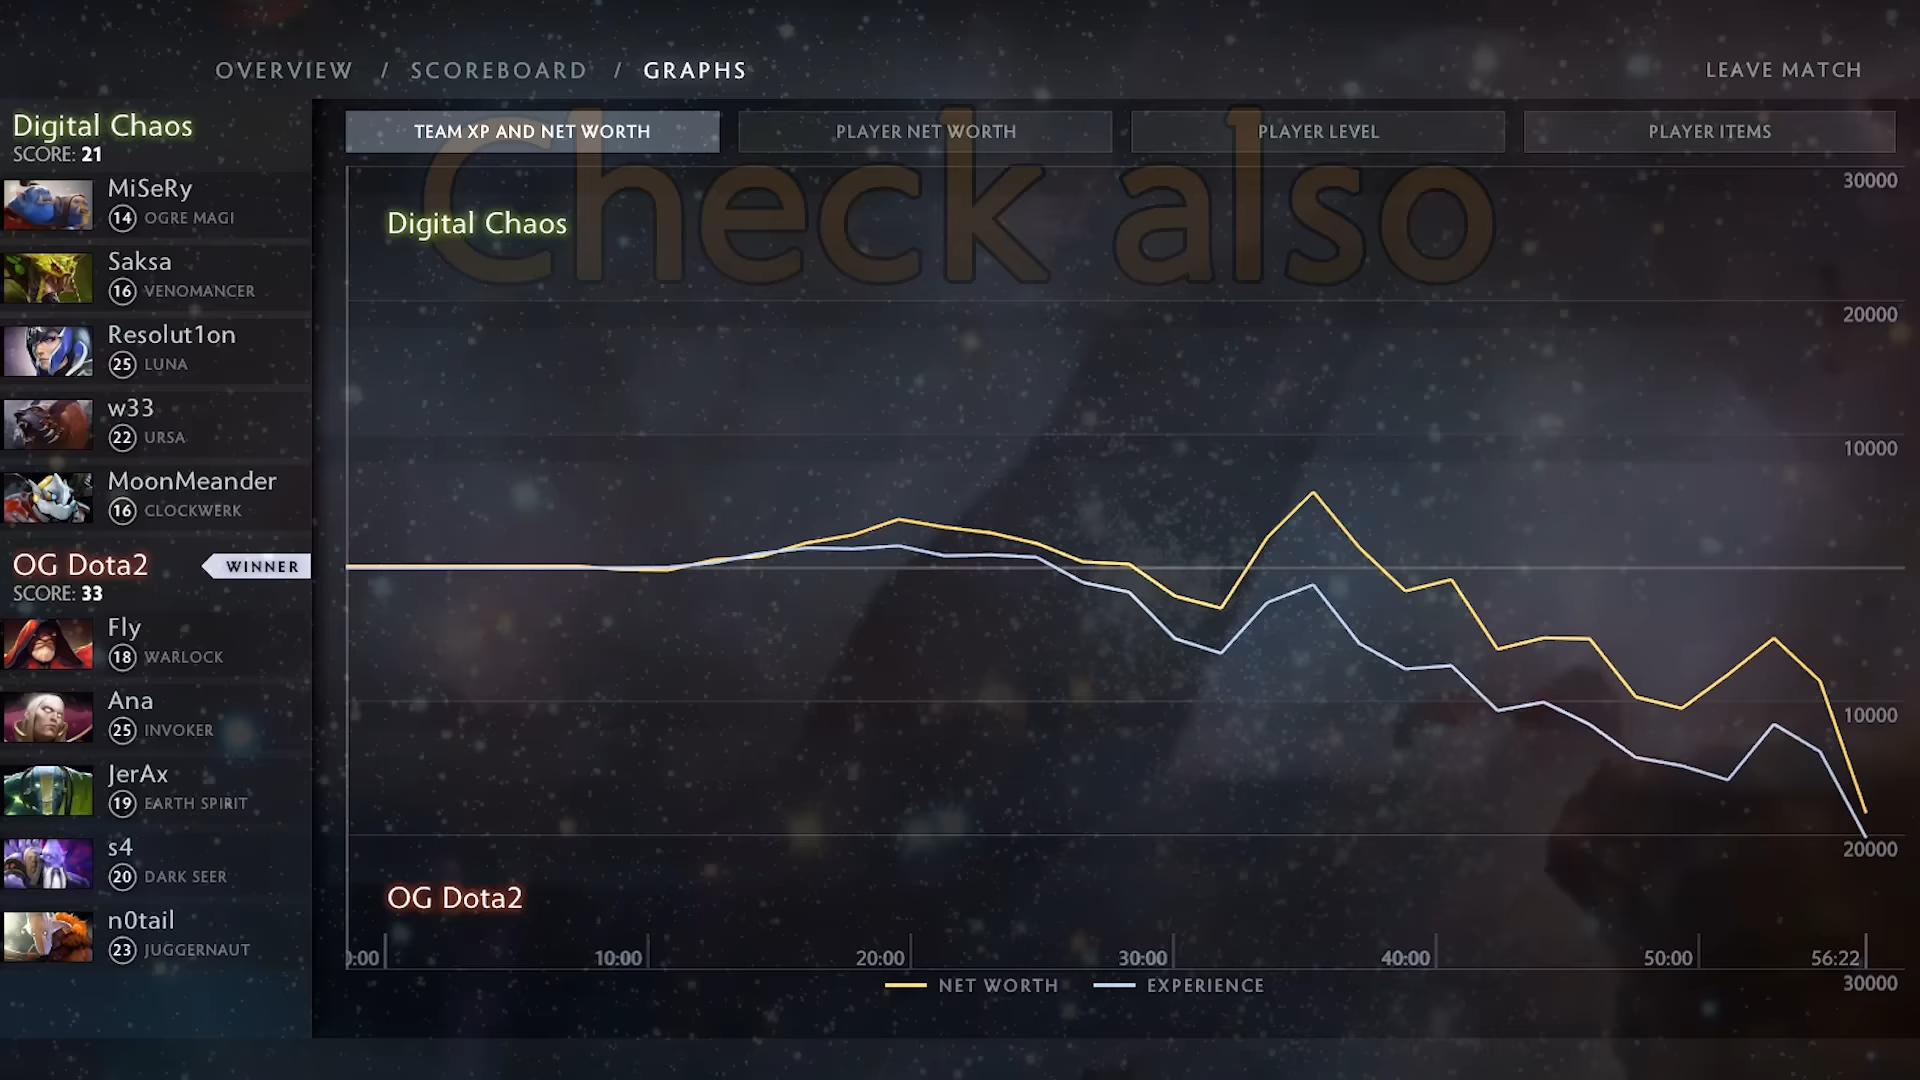 OVERVIEW / SCOREBOARD / GRAPHS
LEAVE MATCH
Digital Chaos
SCORE: 21
MiSeRy
14 OGRE MAGI
Saksa
16 VENOMANCER
Resolut1on
25 LUNA
w33
22 URSA
MoonMeander
16 CLOCKWERK
OG Dota2
WINNER
SCORE: 33
Fly
18 WARLOCK
Ana
25 INVOKER
JerAx
19 EARTH SPIRIT
s4
20 DARK SEER
n0tail
23 JUGGERNAUT
TEAM XP AND NET WORTH
PLAYER NET WORTH
PLAYER LEVEL
PLAYER ITEMS
Check also
Digital Chaos
30000
20000
10000
10000
20000
30000
OG Dota2
0:00 10:00 20:00 30:00 40:00 50:00 56:22
NET WORTH EXPERIENCE